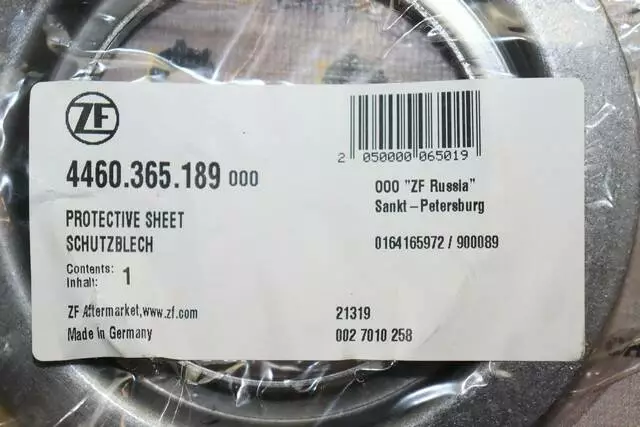 ZF
4460.365.189 000
PROTECTIVE SHEET
SCHUTZBLECH
Contents:
Inhalt: 1
ZF Aftermarket,www.zf.com
Made in Germany
2 050000 065019
OOO "ZF Russia"
Sankt-Petersburg
0164165972 / 900089
21319
002 7010 258